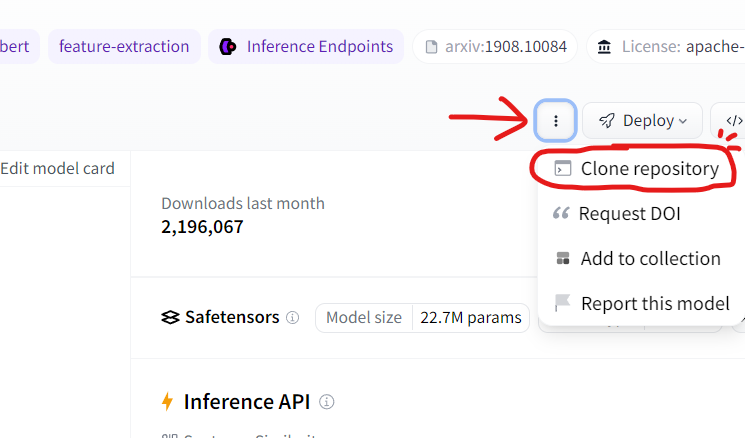 bert feature-extraction Inference Endpoints arxiv:1908.10084 License: apache-
Deploy </>
Edit model card
Clone repository
Downloads last month
2,196,067
Request DOI
Add to collection
Report this model
Safetensors Model size 22.7M params
Inference API